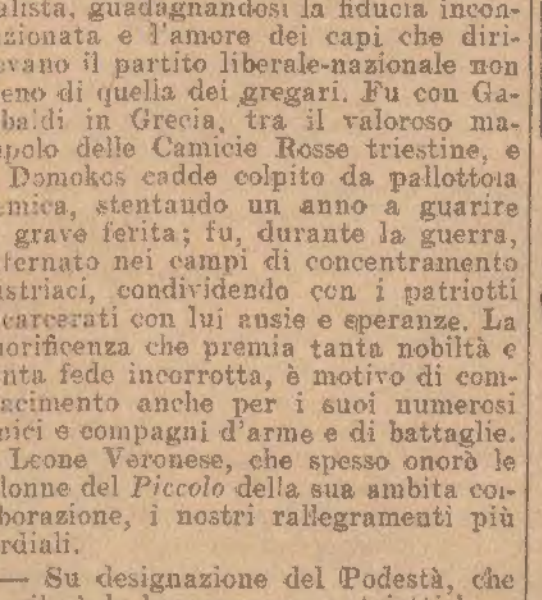 alista, guadagnandosi la fiducia incon-
zionata e l'amore dei capi che diri-
evano il partito liberale-nazionale non
eno di quella dei gregari. Fu con Ga-
baldi in Grecia, tra il valoroso ma-
polo delle Camicie Rosse triestine, e
Domokos cadde colpito da pallottola
emica, stentando un anno a guarire
grave ferita; fu, durante la guerra,
ternato nei campi di concentramento
ustriaci, condividendo con i patriotti
carcerati con lui ansie e speranze. La
norificenza che premia tanta nobiltà e
nta fede incorrotta, è motivo di com-
acimento anche per i suoi numerosi
nici e compagni d'arme e di battaglie.
Leone Veronese, che spesso onorò le
lonne del Piccolo della sua ambita col-
borazione, i nostri rallegramenti più
rdiali.
— Su designazione del Podestà, che